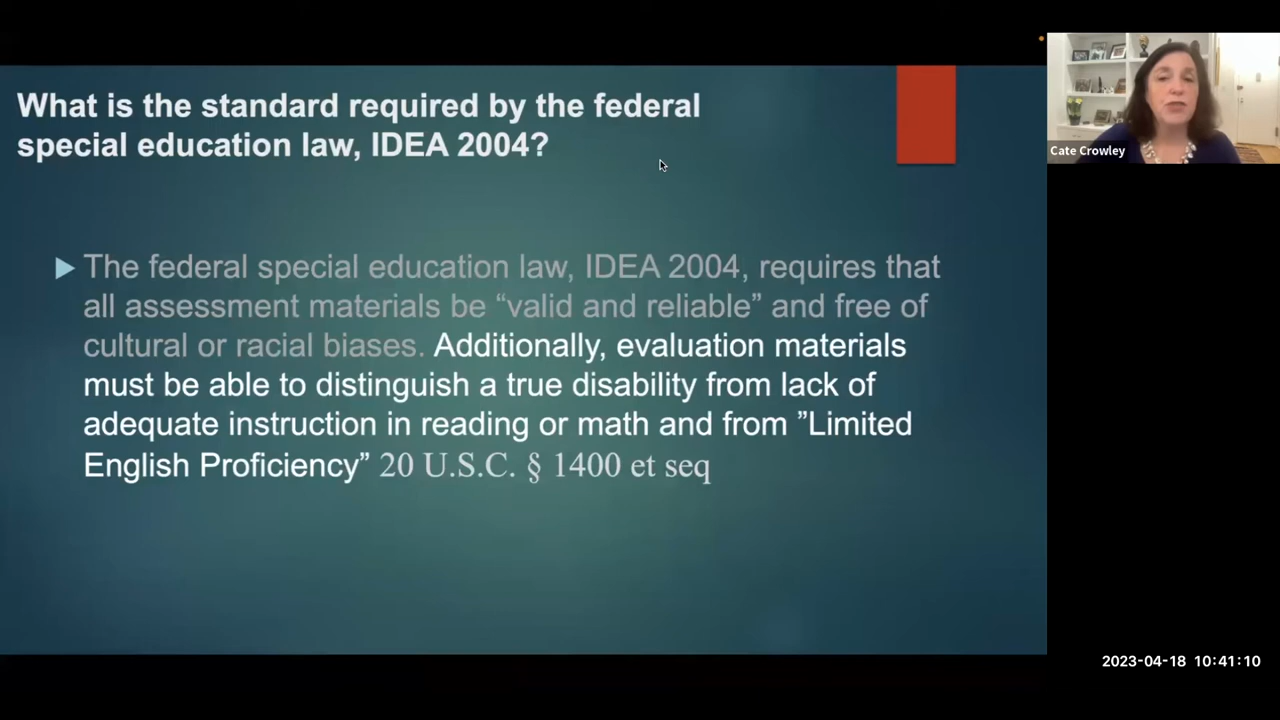 What is the standard required by the federal
special education law, IDEA 2004?
The federal special education law, IDEA 2004, requires that
all assessment materials be “valid and reliable” and free of
cultural or racial biases. Additionally, evaluation materials
must be able to distinguish a true disability from lack of
adequate instruction in reading or math and from ”Limited
English Proficiency” 20 U.S.C. § 1400 et seq
Cate Crowley
2023-04-18 10:41:10